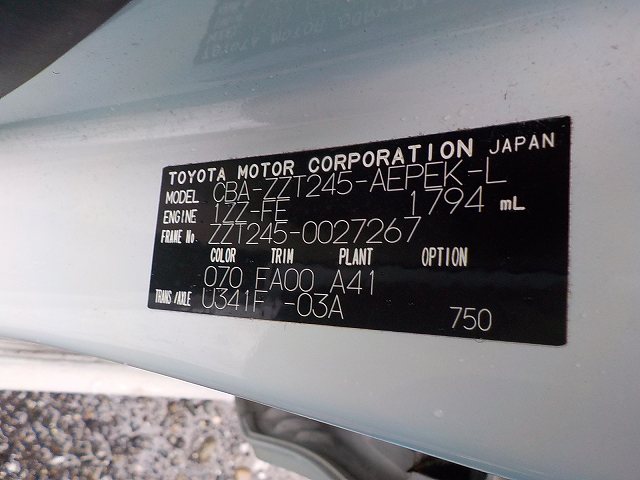 TOYOTA MOTOR CORPORATION JAPAN
MODEL CBA-ZZT245-AEPEK-L
ENGINE 1ZZ-FE 1794 mL
FRAME No ZZT245-0027267
COLOR TRIM PLANT OPTION
070 FA00 A41
TRANS/AXLE U341F -03A
750